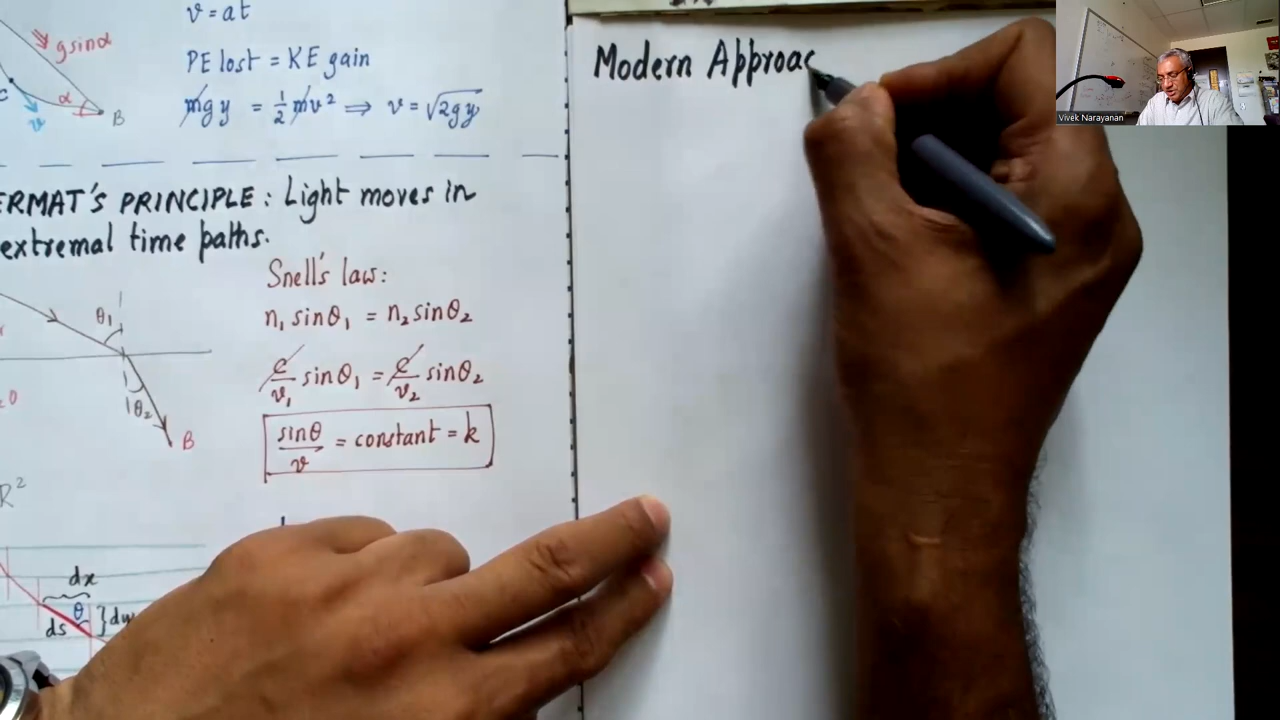 v = at
g sinα
PE lost = KE gain
C
α
B
v
mgy = 1/2 mv² ⟹ v = √2gy
ERMAT'S PRINCIPLE : Light moves in
extremal time paths.
Snell's law:
θ₁
n₁ sinθ₁ = n₂ sinθ₂
c/v₁ sinθ₁ = c/v₂ sinθ₂
θ₂
B
sinθ/v = constant = k
R²
dx
θ
ds
Modern Approac
Vivek Narayanan